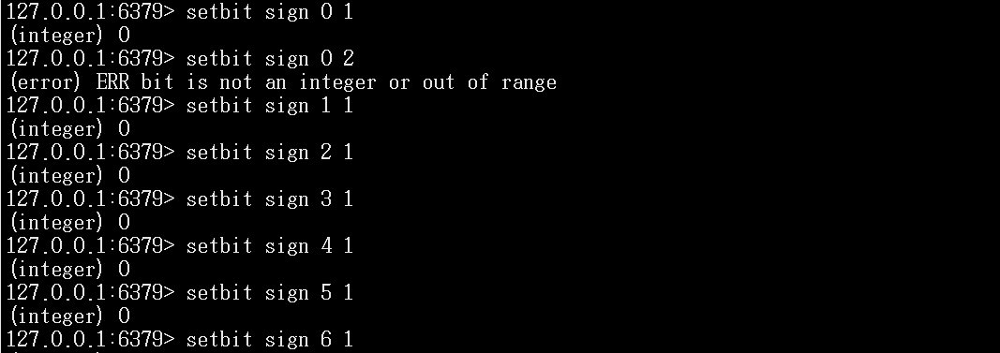 127.0.0.1:6379> setbit sign 0 1
(integer) 0
127.0.0.1:6379> setbit sign 0 2
(error) ERR bit is not an integer or out of range
127.0.0.1:6379> setbit sign 1 1
(integer) 0
127.0.0.1:6379> setbit sign 2 1
(integer) 0
127.0.0.1:6379> setbit sign 3 1
(integer) 0
127.0.0.1:6379> setbit sign 4 1
(integer) 0
127.0.0.1:6379> setbit sign 5 1
(integer) 0
127.0.0.1:6379> setbit sign 6 1